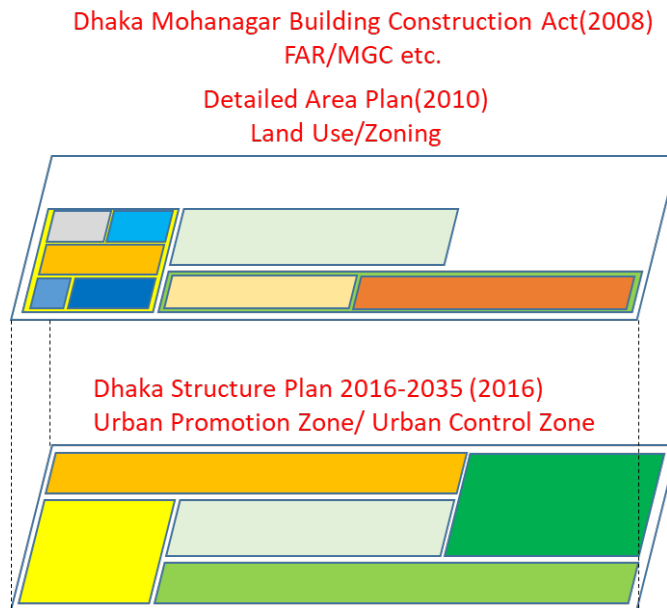 Dhaka Mohanagar Building Construction Act(2008)
FAR/MGC etc.
Detailed Area Plan(2010)
Land Use/Zoning
Dhaka Structure Plan 2016-2035 (2016)
Urban Promotion Zone/ Urban Control Zone